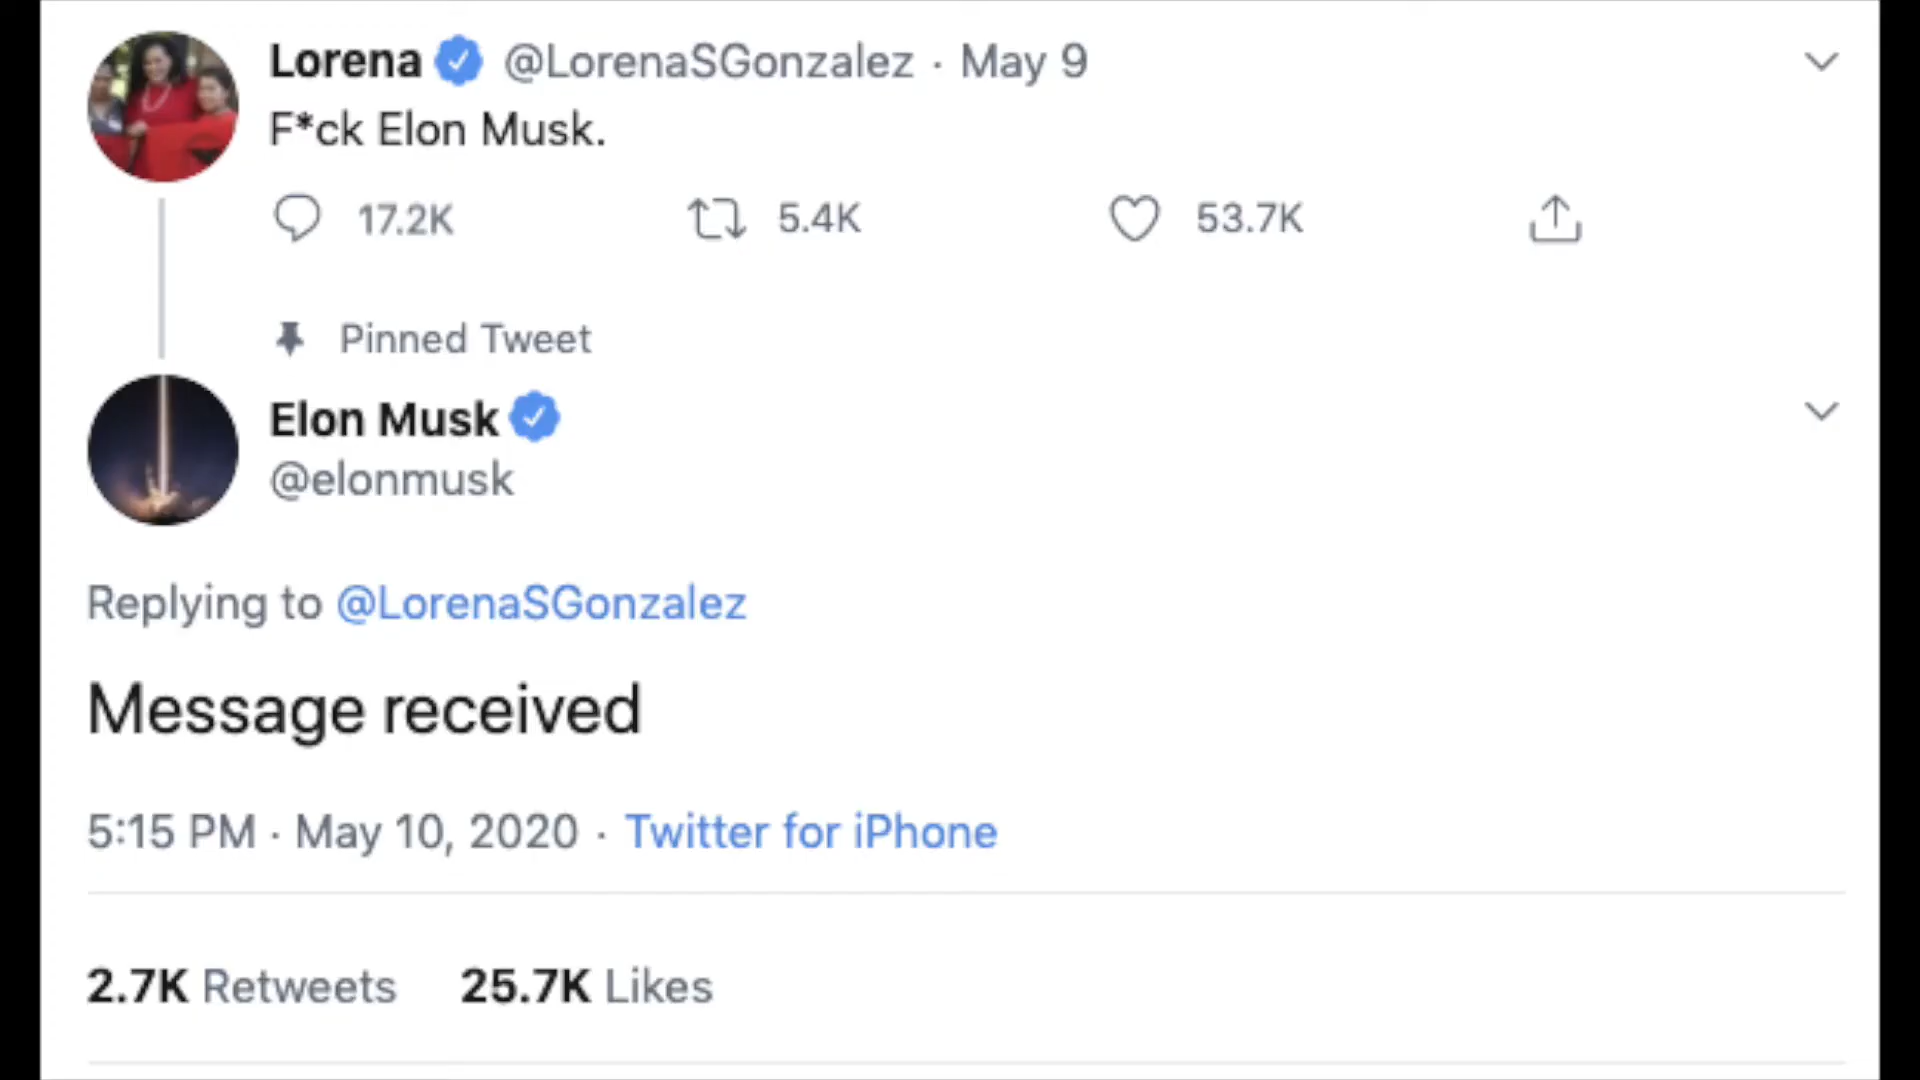 Lorena @LorenaSGonzalez · May 9
F*ck Elon Musk.
17.2K 5.4K 53.7K
Pinned Tweet
Elon Musk
@elonmusk
Replying to @LorenaSGonzalez
Message received
5:15 PM · May 10, 2020 · Twitter for iPhone
2.7K Retweets 25.7K Likes